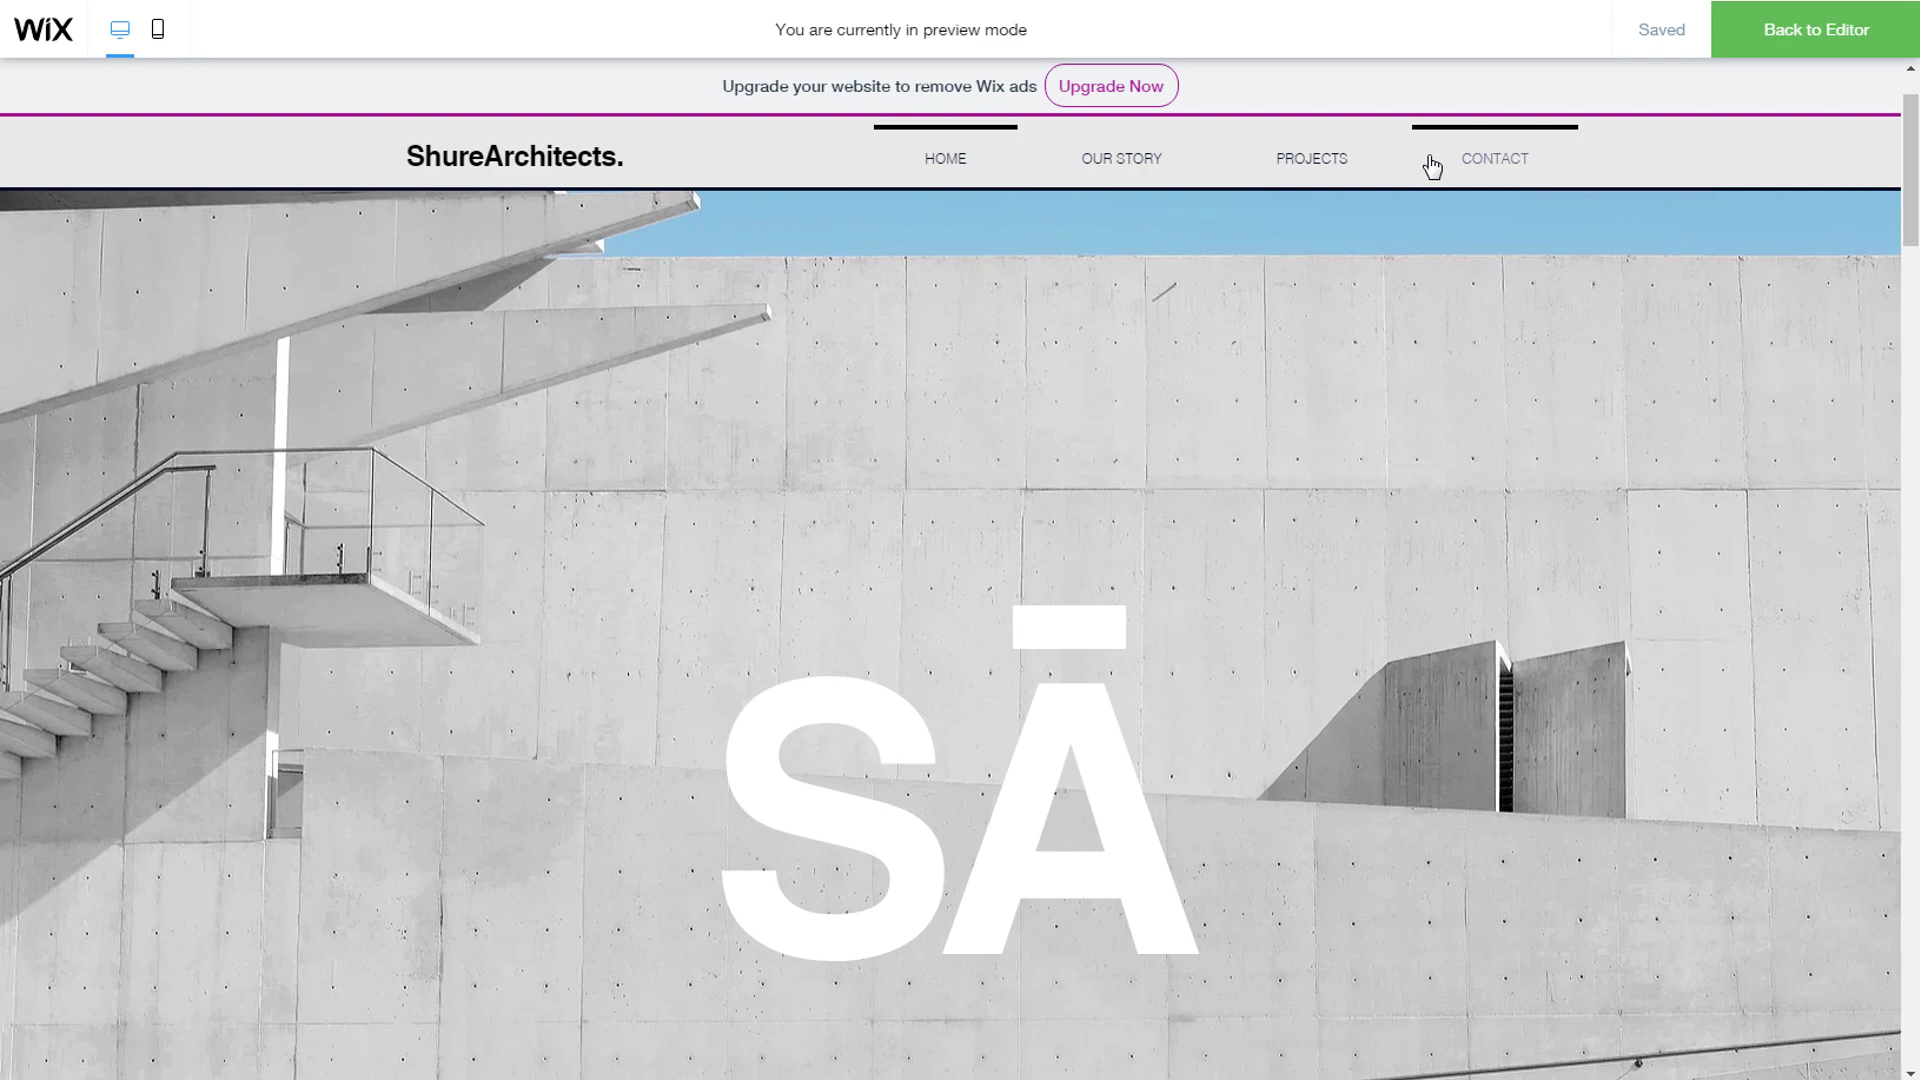 WiX
You are currently in preview mode
Saved
Back to Editor
Upgrade your website to remove Wix ads
Upgrade Now
ShureArchitects.
HOME
OUR STORY
PROJECTS
CONTACT
SĀ